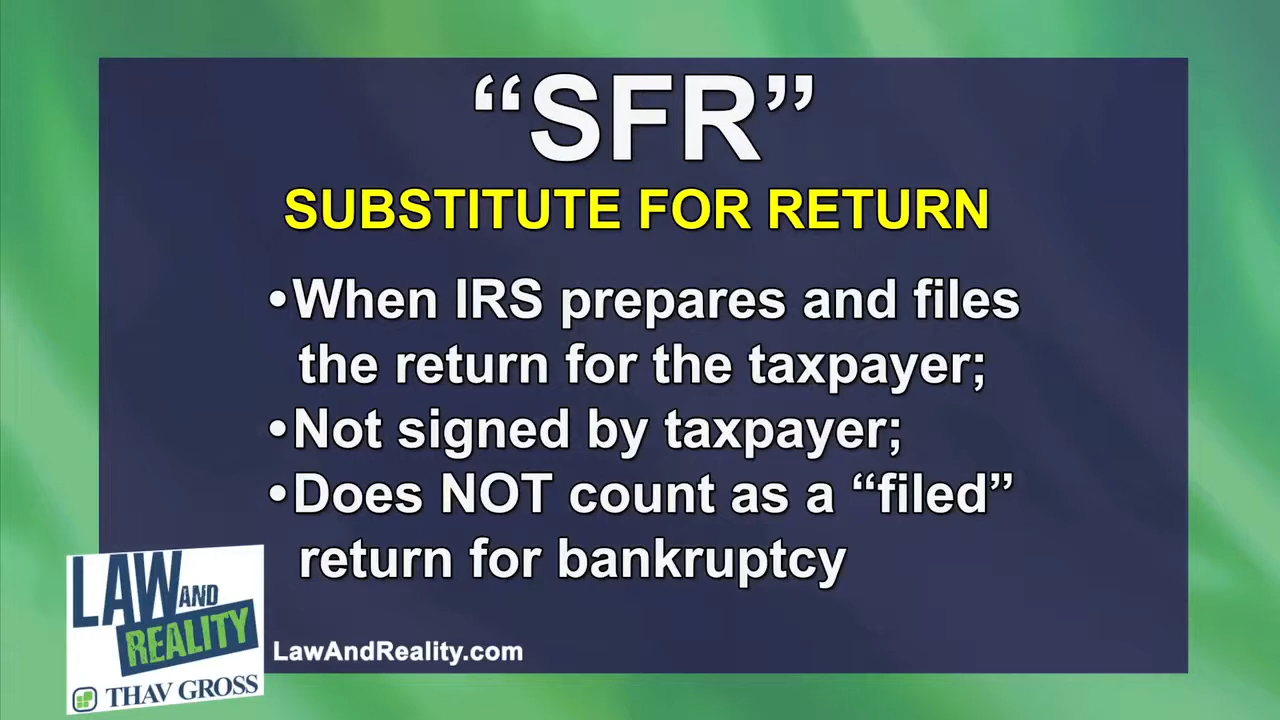 “SFR”
SUBSTITUTE FOR RETURN
•When IRS prepares and files
the return for the taxpayer;
•Not signed by taxpayer;
•Does NOT count as a “filed”
return for bankruptcy
LAW AND
REALITY
THAV GROSS
LawAndReality.com